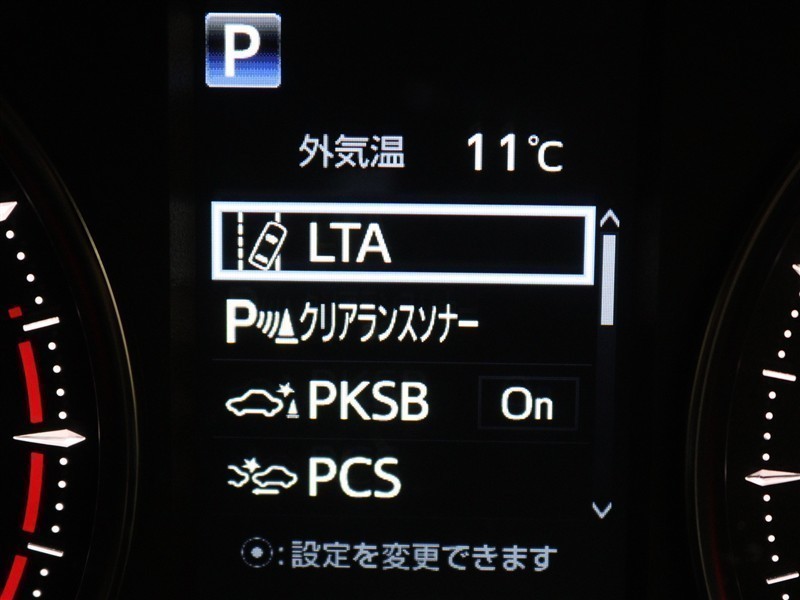 P
外気温 11℃
LTA
Pクリアランスソナー
PKSB On
PCS
:設定を変更できます